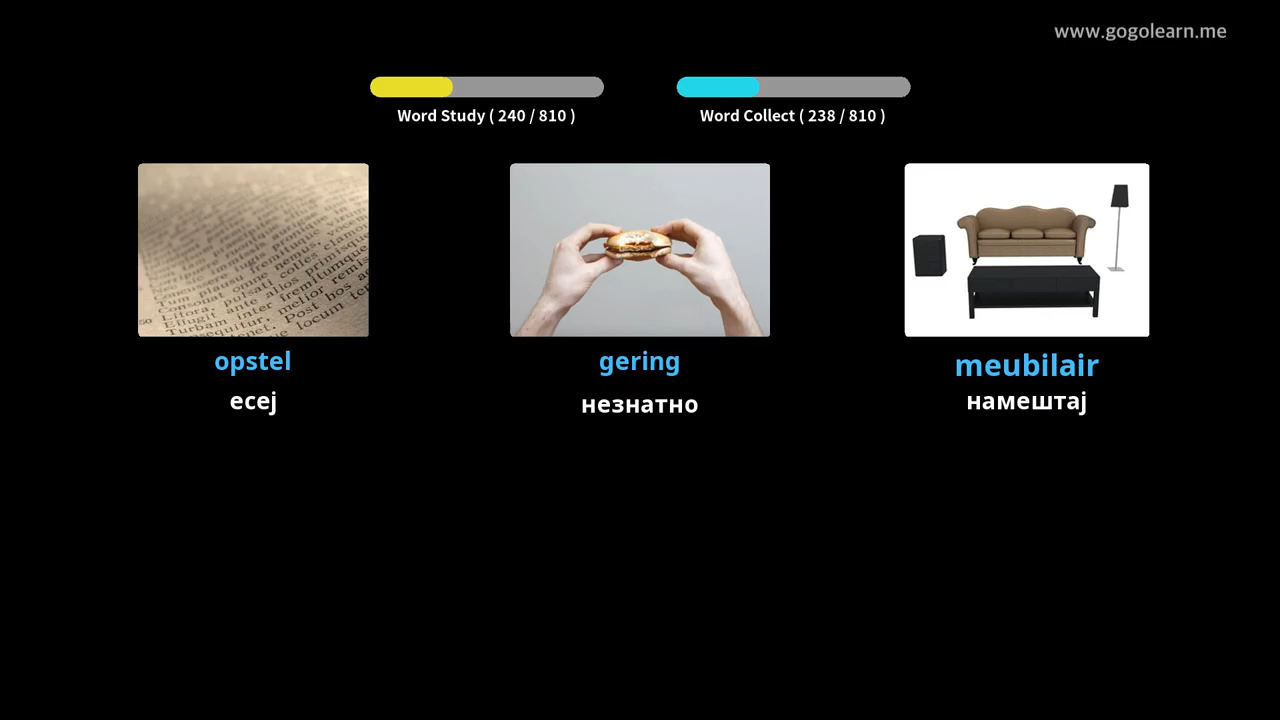 www.gogolearn.me
Word Study ( 240 / 810 )
Word Collect ( 238 / 810 )
opstel
gering
meubilair
есеј
незнатно
намештај